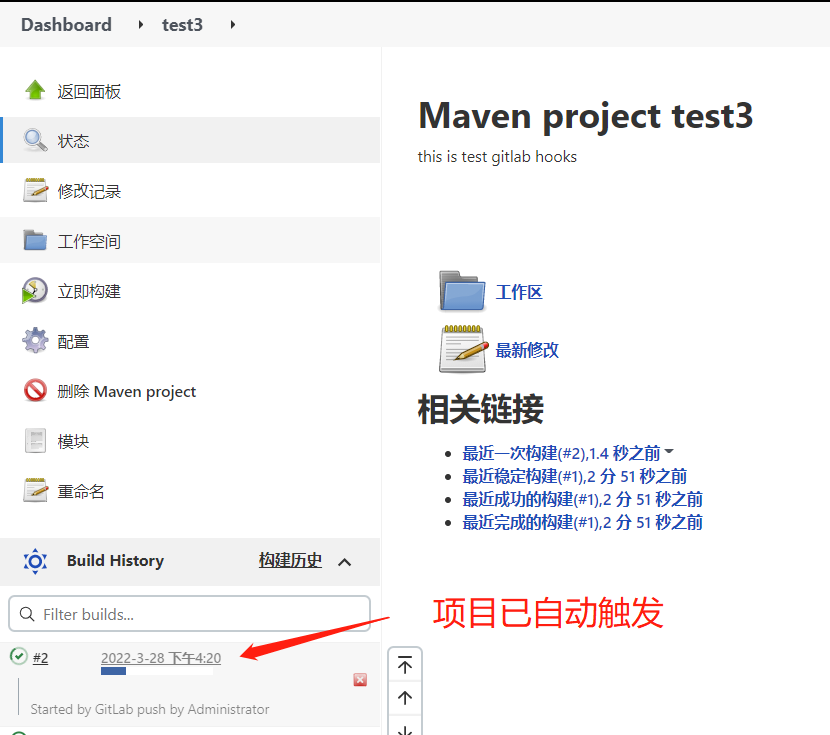 Dashboard test3
返回面板
状态
修改记录
工作空间
立即构建
配置
删除 Maven project
模块
重命名
Build History 构建历史
Filter builds...
#2 2022-3-28 下午4:20
Started by GitLab push by Administrator
Maven project test3
this is test gitlab hooks
工作区
最新修改
相关链接
最近一次构建(#2),1.4 秒之前
最近稳定构建(#1),2 分 51 秒之前
最近成功的构建(#1),2 分 51 秒之前
最近完成的构建(#1),2 分 51 秒之前
项目已自动触发